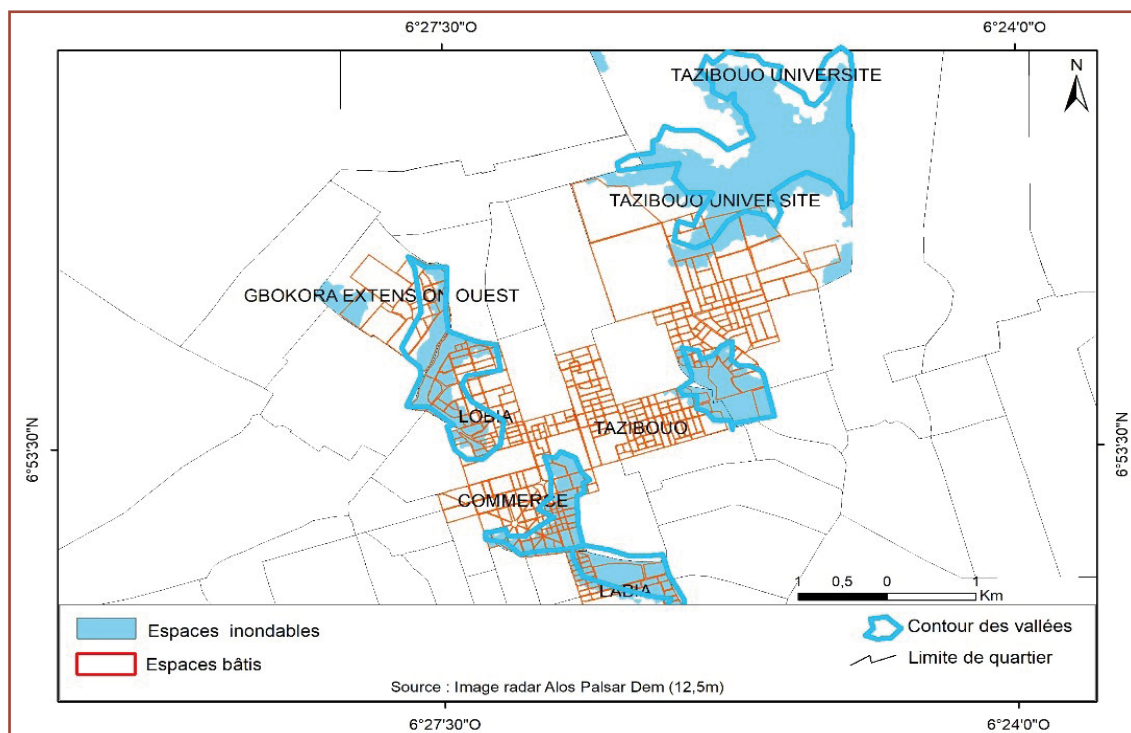 6°27'30"O
6°24'0"O
N
TAZIBOUO UNIVERSITE
TAZIBOUO UNIVERSITE
GBOKORA EXTENSION OUEST
LOBIA
TAZIBOUO
6°53'30"N
6°53'30"N
COMMERCE
LABIA
1 0,5 0 1
Km
Espaces inondables
Contour des vallées
Espaces bâtis
Limite de quartier
Source : Image radar Alos Palsar Dem (12,5m)
6°27'30"O
6°24'0"O